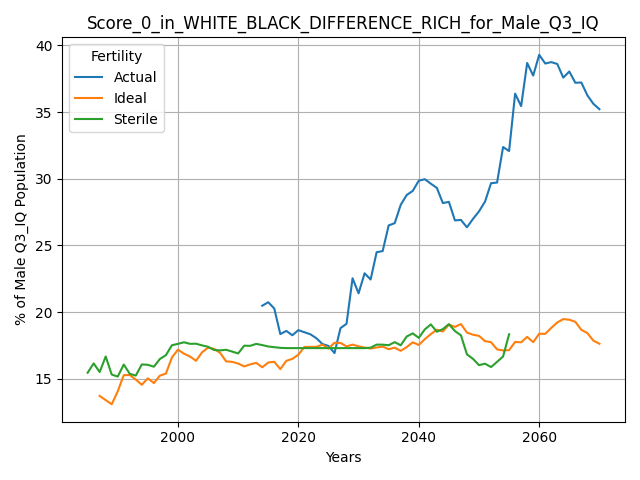 Score_0_in_WHITE_BLACK_DIFFERENCE_RICH_for_Male_Q3_IQ
Fertility
Actual
Ideal
Sterile
% of Male Q3_IQ Population
40
35
30
25
20
15
2000
2020
2040
2060
Years